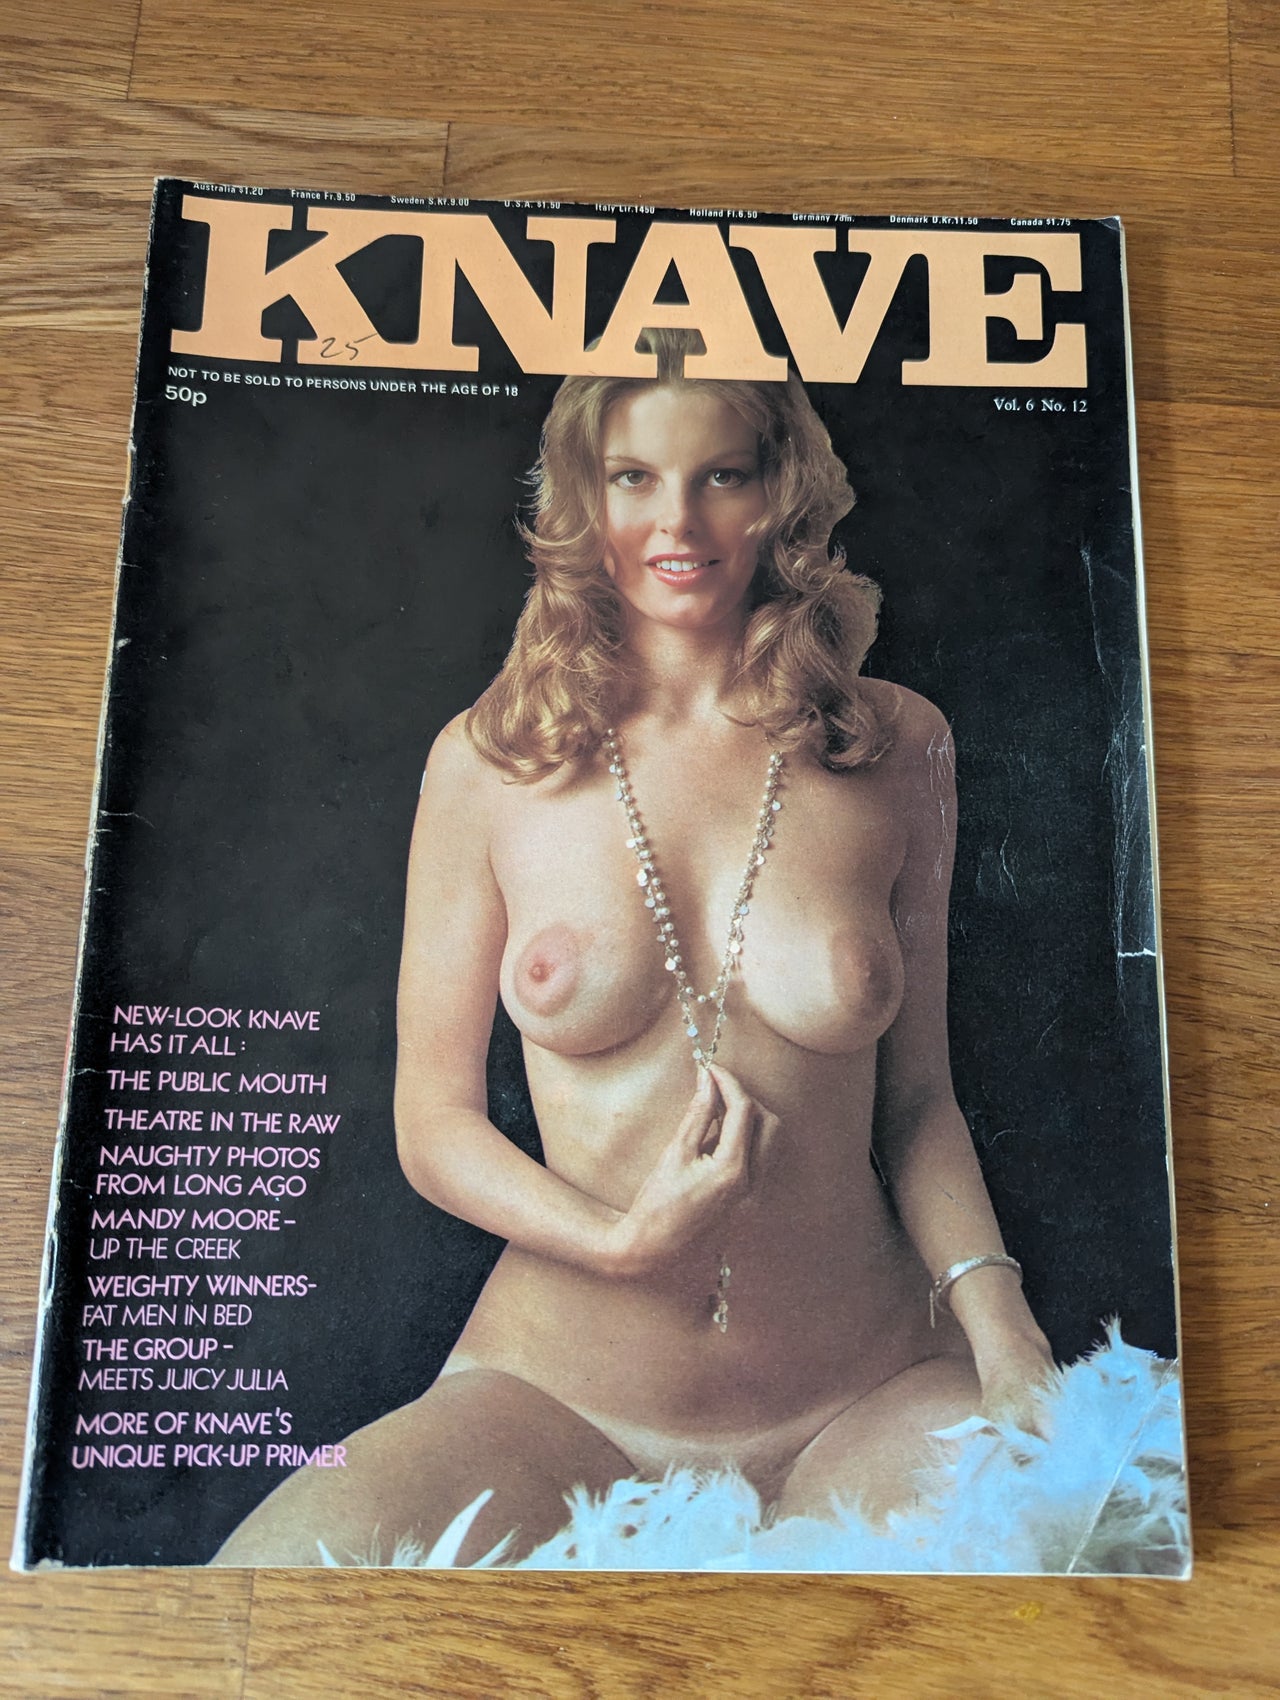 Australia $1.20 France Fr.9.50 Sweden S.Kr.9.00 U.S.A. $1.50 Italy Lir.1450 Holland Fl.6.50 Germany 7dm. Denmark D.Kr.11.50 Canada $1.75
KNAVE
25
NOT TO BE SOLD TO PERSONS UNDER THE AGE OF 18
50p
Vol. 6 No. 12
NEW-LOOK KNAVE
HAS IT ALL:
THE PUBLIC MOUTH
THEATRE IN THE RAW
NAUGHTY PHOTOS
FROM LONG AGO
MANDY MOORE-
UP THE CREEK
WEIGHTY WINNERS-
FAT MEN IN BED
THE GROUP-
MEETS JUICY JULIA
MORE OF KNAVE'S
UNIQUE PICK-UP PRIMER